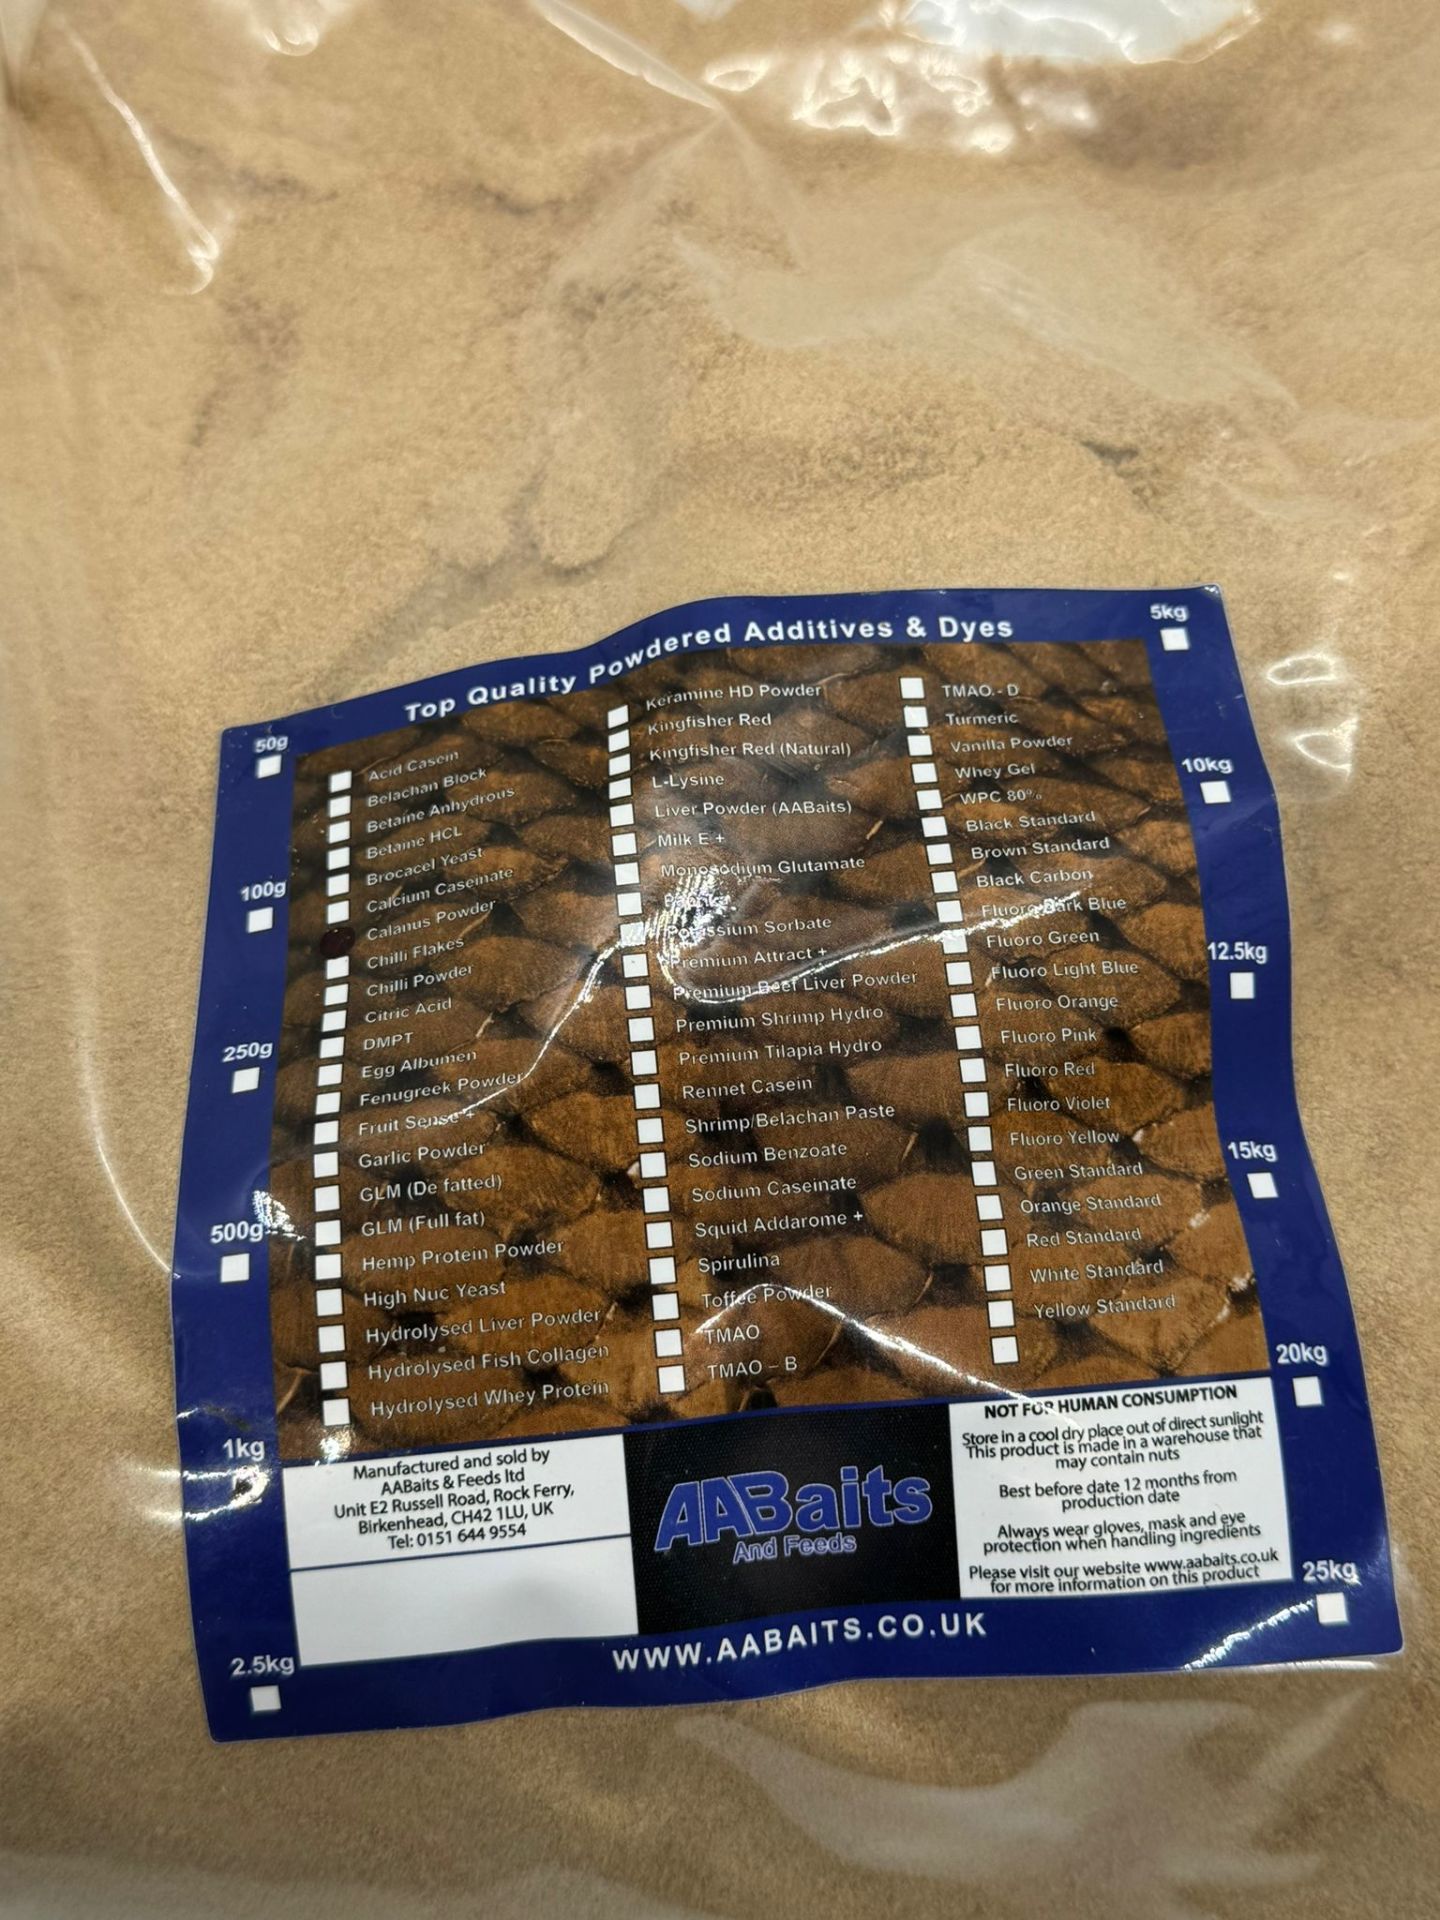 Top Quality Powdered Additives & Dyes
50g
100g
250g
500g
1kg
2.5kg
5kg
10kg
12.5kg
15kg
20kg
25kg
Acid Casein
Belachan Block
Betaine Anhydrous
Betaine HCL
Brocacel Yeast
Calcium Caseinate
Calanus Powder
Chilli Flakes
Chilli Powder
Citric Acid
DMPT
Egg Albumen
Fenugreek Powder
Fruit Sense +
Garlic Powder
GLM (De fatted)
GLM (Full fat)
Hemp Protein Powder
High Nuc Yeast
Hydrolysed Liver Powder
Hydrolysed Fish Collagen
Hydrolysed Whey Protein
Keramine HD Powder
Kingfisher Red
Kingfisher Red (Natural)
L-Lysine
Liver Powder (AABaits)
Milk E +
Monosodium Glutamate
Paprika
Potassium Sorbate
Premium Attract +
Premium Beef Liver Powder
Premium Shrimp Hydro
Premium Tilapia Hydro
Rennet Casein
Shrimp/Belachan Paste
Sodium Benzoate
Sodium Caseinate
Squid Addarome +
Spirulina
Toffee Powder
TMAO
TMAO - B
TMAO - D
Turmeric
Vanilla Powder
Whey Gel
WPC 80%
Black Standard
Brown Standard
Black Carbon
Fluoro Dark Blue
Fluoro Green
Fluoro Light Blue
Fluoro Orange
Fluoro Pink
Fluoro Red
Fluoro Violet
Fluoro Yellow
Green Standard
Orange Standard
Red Standard
White Standard
Yellow Standard
Manufactured and sold by
AABaits & Feeds ltd
Unit E2 Russell Road, Rock Ferry,
Birkenhead, CH42 1LU, UK
Tel: 0151 644 9554
AABaits
And Feeds
NOT FOR HUMAN CONSUMPTION
Store in a cool dry place out of direct sunlight
This product is made in a warehouse that
may contain nuts
Best before date 12 months from
production date
Always wear gloves, mask and eye
protection when handling ingredients
Please visit our website www.aabaits.co.uk
for more information on this product
WWW.AABAITS.CO.UK